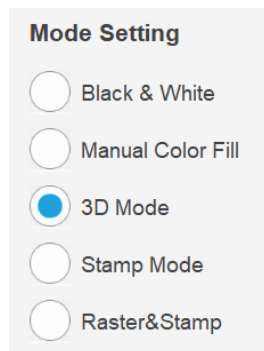 Mode Setting
Black & White
Manual Color Fill
3D Mode
Stamp Mode
Raster&Stamp